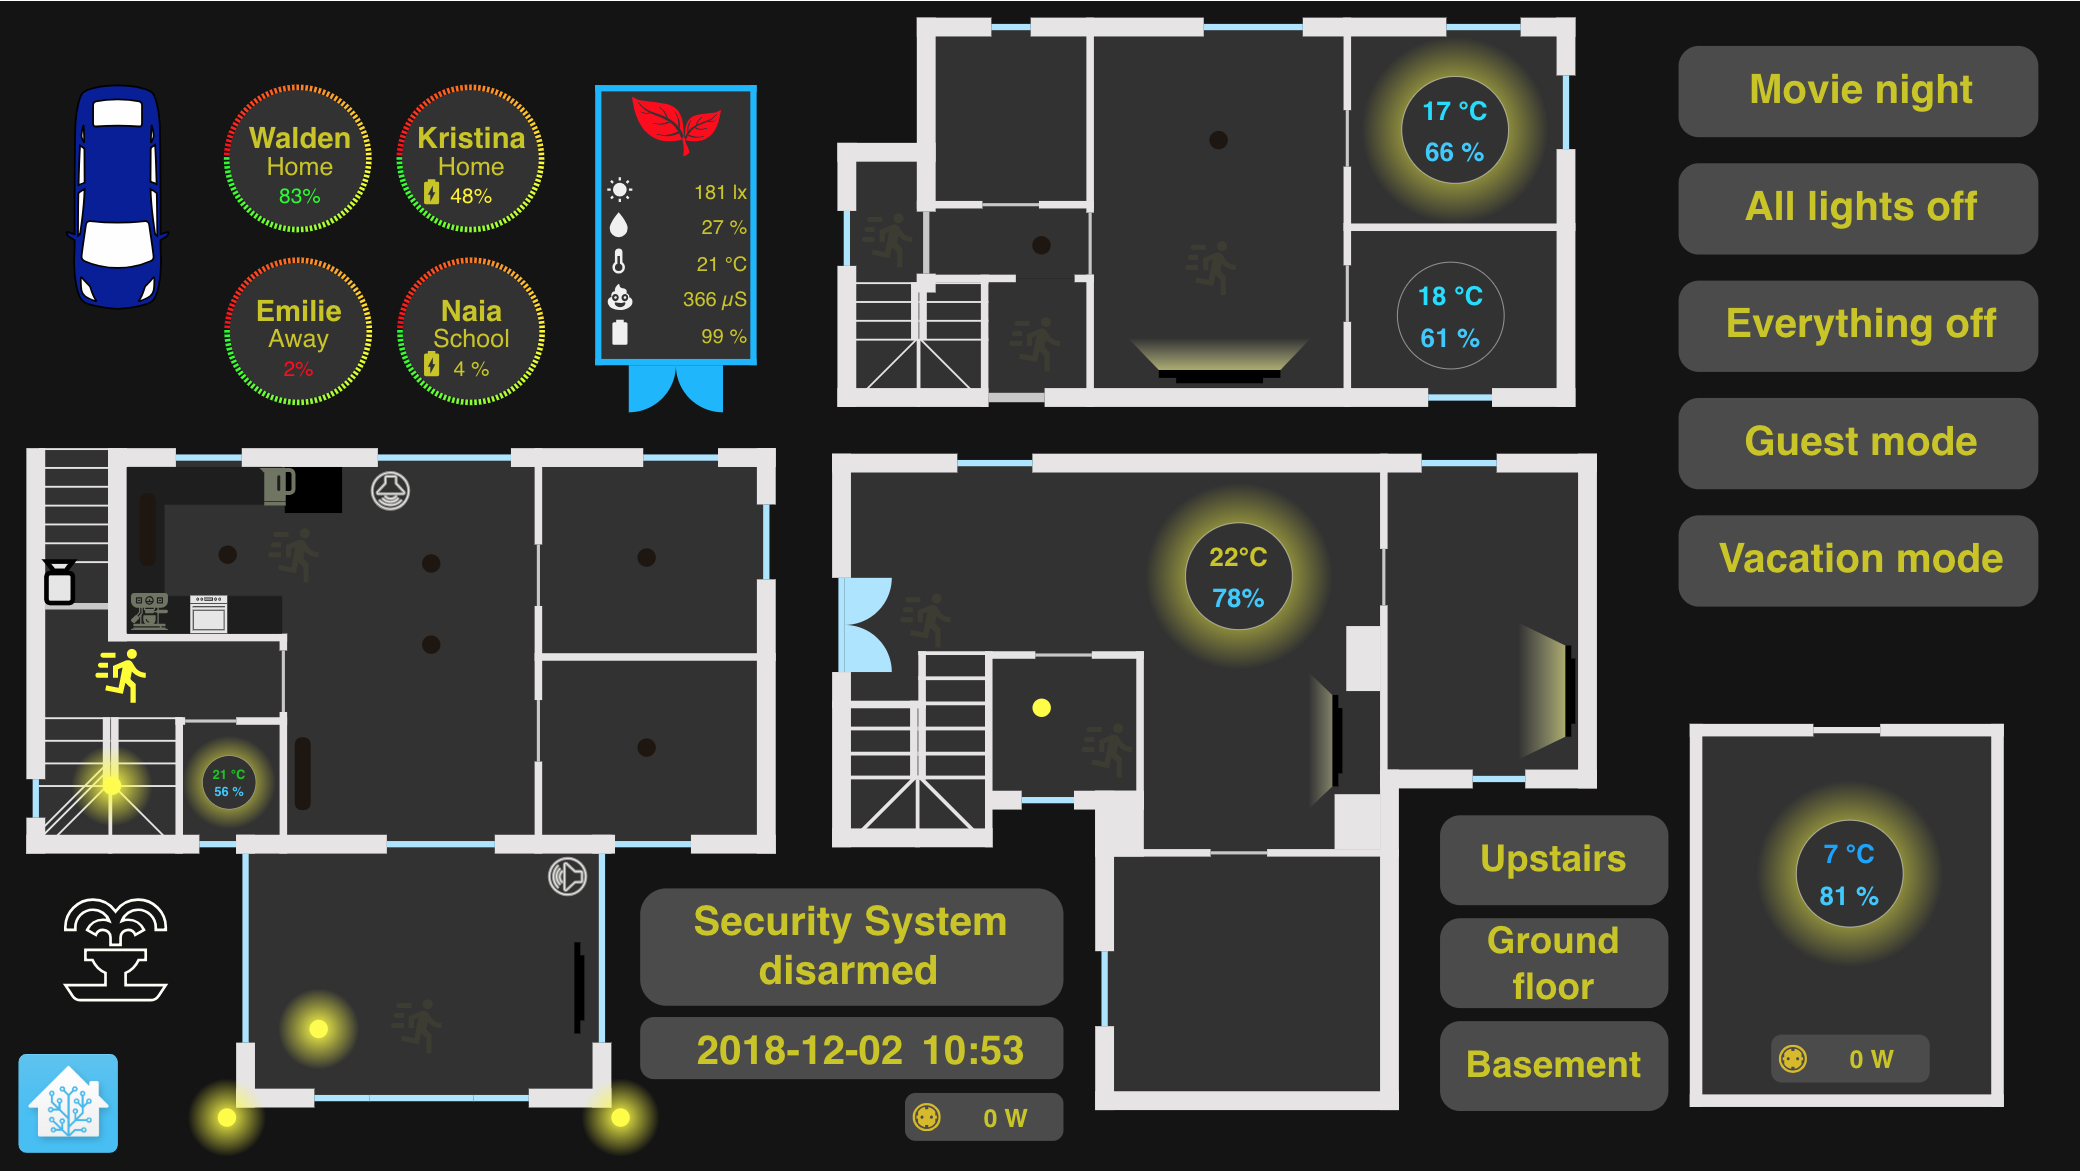 Walden
Home
83%
Kristina
Home
48%
Emilie
Away
2%
Naia
School
4 %
181 lx
27 %
21 °C
366 µS
99 %
17 °C
66 %
18 °C
61 %
Movie night
All lights off
Everything off
Guest mode
Vacation mode
21 °C
56 %
22°C
78%
Security System
disarmed
2018-12-02 10:53
0 W
Upstairs
Ground
floor
Basement
7 °C
81 %
0 W